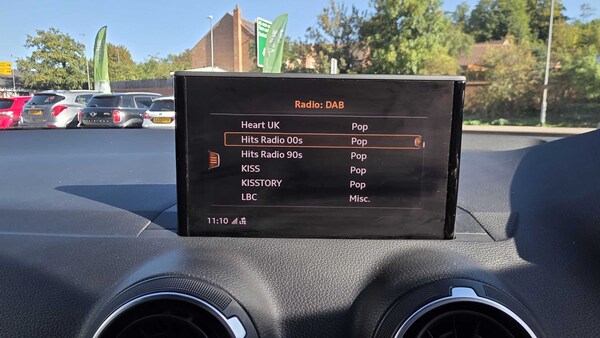 Radio: DAB
Heart UK Pop
Hits Radio 00s Pop
Hits Radio 90s Pop
KISS Pop
KISSTORY Pop
LBC Misc.
11:10 LTE